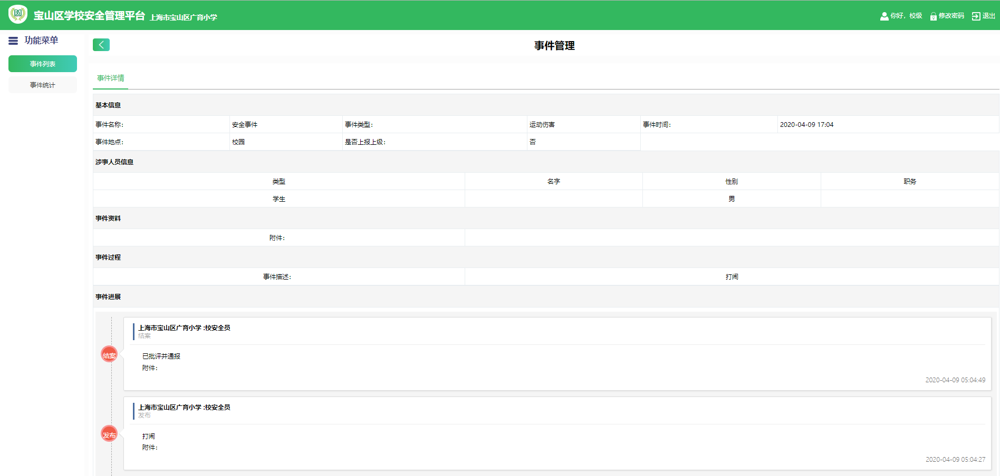 宝山区学校安全管理平台 上海市宝山区广育小学
你好，校级 修改密码 退出
功能菜单
事件列表
事件统计
事件管理
事件详情
基本信息
事件名称： 安全事件 事件类型： 运动伤害 事件时间： 2020-04-09 17:04
事件地点： 校园 是否上报上级： 否
涉事人员信息
类型 名字 性别 职务
学生 男
事件资料
附件：
事件过程
事件描述： 打闹
事件进展
上海市宝山区广育小学 :校安全员
结案
结案
已批评并通报
附件：
2020-04-09 05:04:49
上海市宝山区广育小学 :校安全员
发布
发布
打闹
附件：
2020-04-09 05:04:27